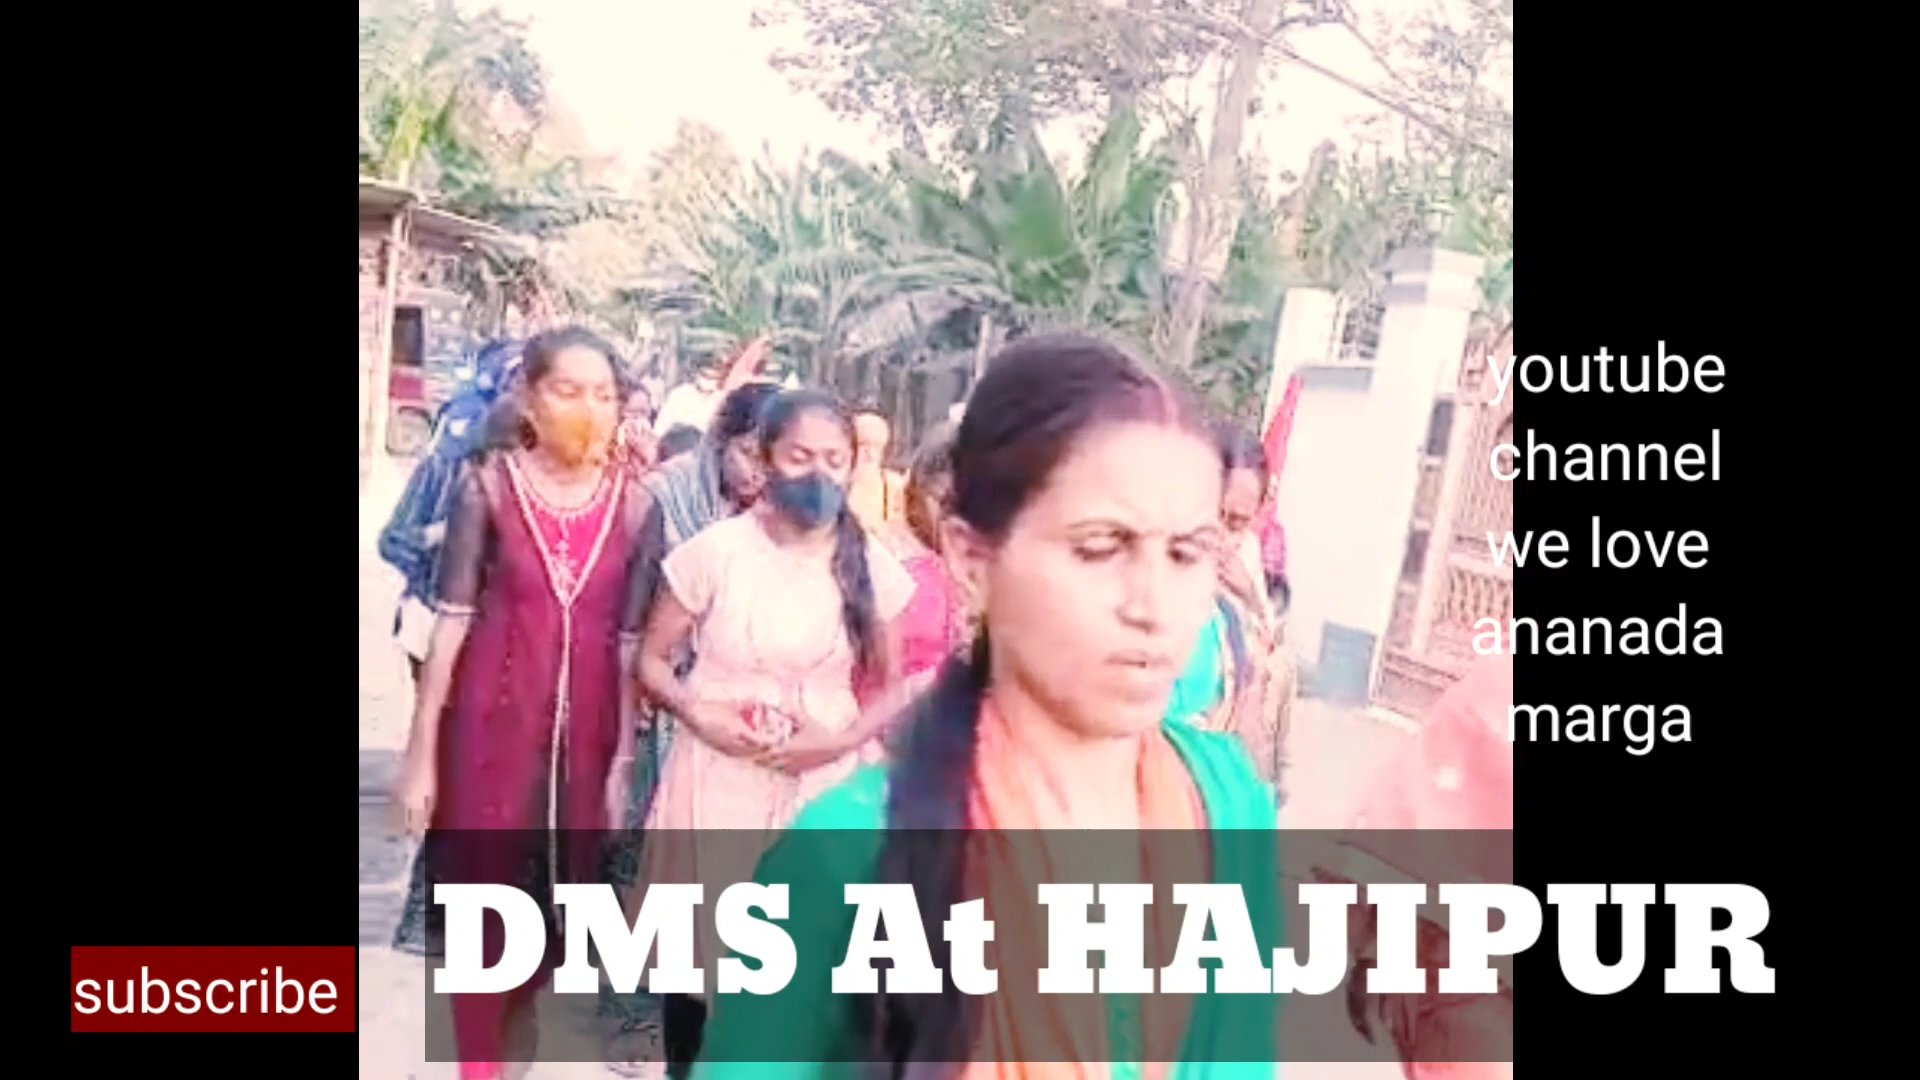 youtube
channel
we love
ananada
marga
DMS At HAJIPUR
subscribe